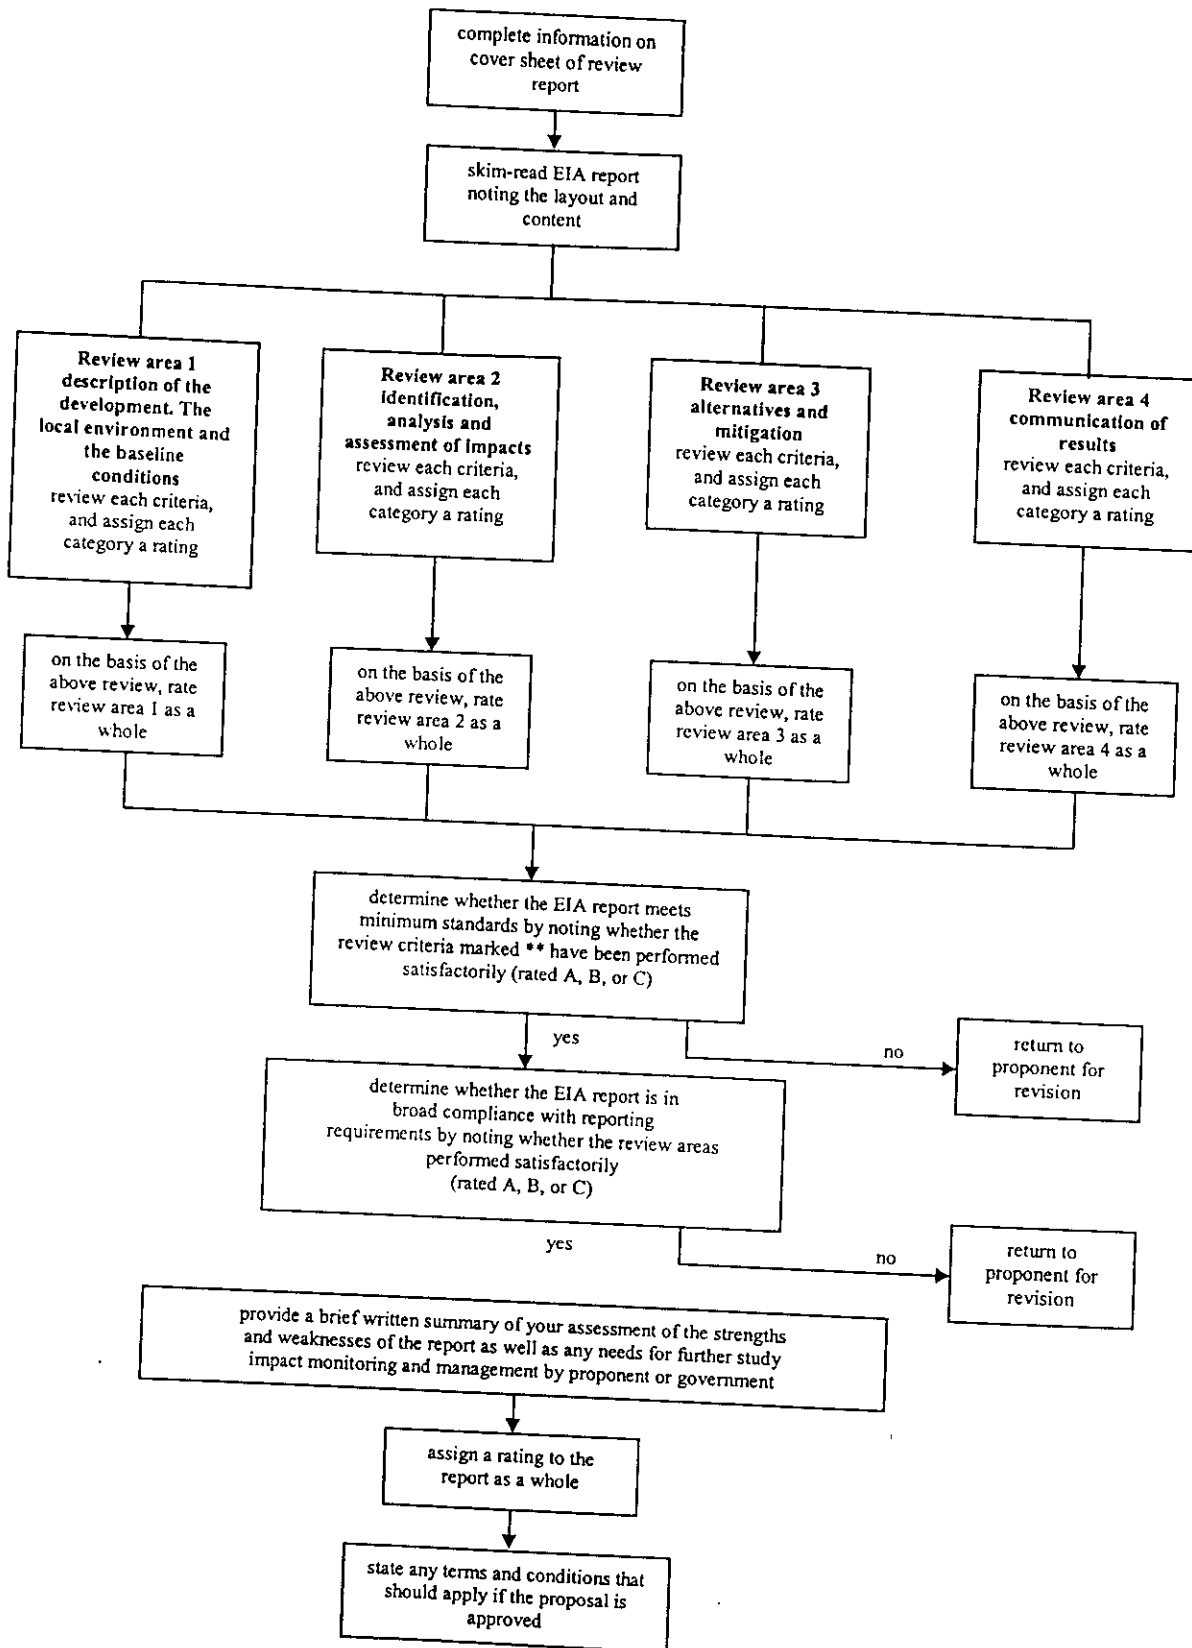 complete information on
cover sheet of review
report
skim-read EIA report
noting the layout and
content
Review area 1
description of the
development. The
local environment and
the baseline
conditions
review each criteria,
and assign each
category a rating
Review area 2
identification,
analysis and
assessment of impacts
review each criteria,
and assign each
category a rating
Review area 3
alternatives and
mitigation
review each criteria,
and assign each
category a rating
Review area 4
communication of
results
review each criteria,
and assign each
category a rating
on the basis of the
above review, rate
review area 1 as a
whole
on the basis of the
above review, rate
review area 2 as a
whole
on the basis of the
above review, rate
review area 3 as a
whole
on the basis of the
above review, rate
review area 4 as a
whole
determine whether the EIA report meets
minimum standards by noting whether the
review criteria marked ** have been performed
satisfactorily (rated A, B, or C)
yes
no
return to
proponent for
revision
determine whether the EIA report is in
broad compliance with reporting
requirements by noting whether the review areas
performed satisfactorily
(rated A, B, or C)
yes
no
return to
proponent for
revision
provide a brief written summary of your assessment of the strengths
and weaknesses of the report as well as any needs for further study
impact monitoring and management by proponent or government
assign a rating to the
report as a whole
state any terms and conditions that
should apply if the proposal is
approved